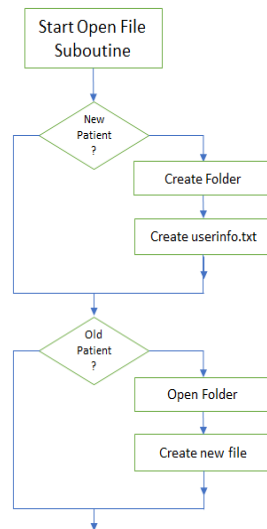 Start Open File
Suboutine
New
Patient
?
Create Folder
Create userinfo.txt
Old
Patient
?
Open Folder
Create new file